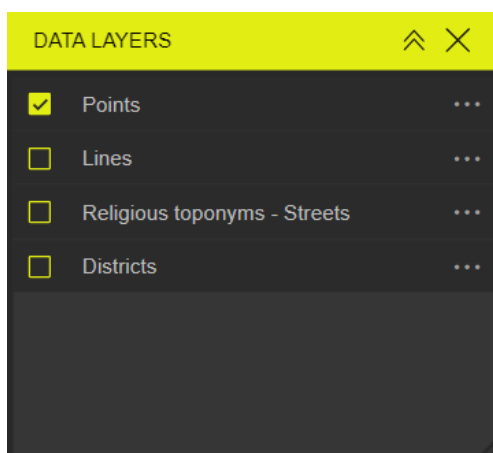 DATA LAYERS
Points
Lines
Religious toponyms - Streets
Districts